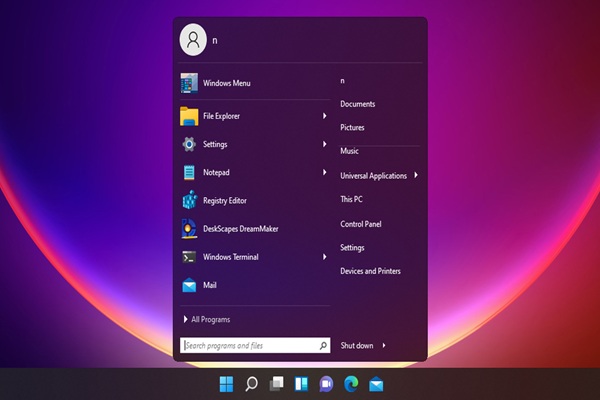 n
Windows Menu
File Explorer
Settings
Notepad
Registry Editor
DeskScapes DreamMaker
Windows Terminal
Mail
All Programs
Search programs and files
n
Documents
Pictures
Music
Universal Applications
This PC
Control Panel
Settings
Devices and Printers
Shut down